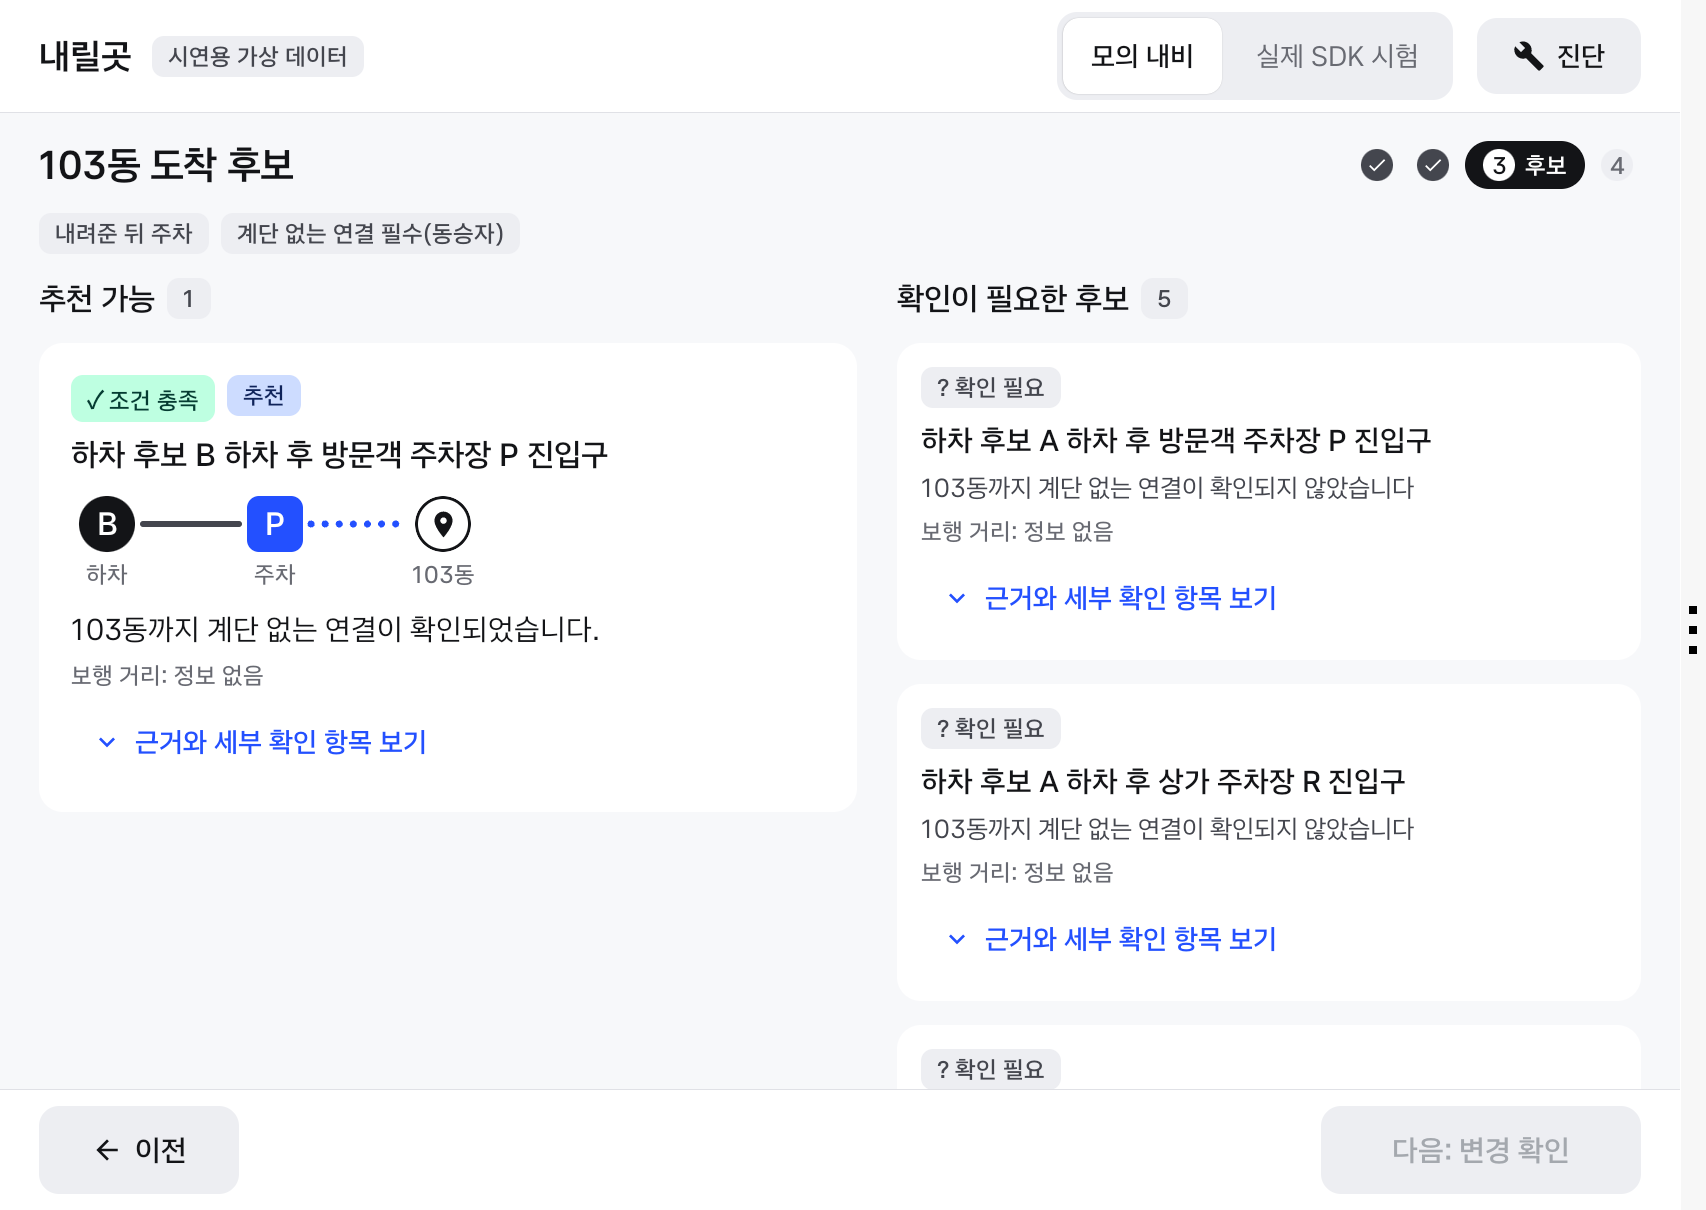 내릴곳 시연용 가상 데이터 모의 내비 실제 SDK 시험 진단
103동 도착 후보 3 후보 4
내려준 뒤 주차 계단 없는 연결 필수(동승자)
추천 가능 1
✓ 조건 충족 추천
하차 후보 B 하차 후 방문객 주차장 P 진입구
B P
하차 주차 103동
103동까지 계단 없는 연결이 확인되었습니다.
보행 거리: 정보 없음
근거와 세부 확인 항목 보기
확인이 필요한 후보 5
? 확인 필요
하차 후보 A 하차 후 방문객 주차장 P 진입구
103동까지 계단 없는 연결이 확인되지 않았습니다
보행 거리: 정보 없음
근거와 세부 확인 항목 보기
? 확인 필요
하차 후보 A 하차 후 상가 주차장 R 진입구
103동까지 계단 없는 연결이 확인되지 않았습니다
보행 거리: 정보 없음
근거와 세부 확인 항목 보기
? 확인 필요
← 이전 다음: 변경 확인